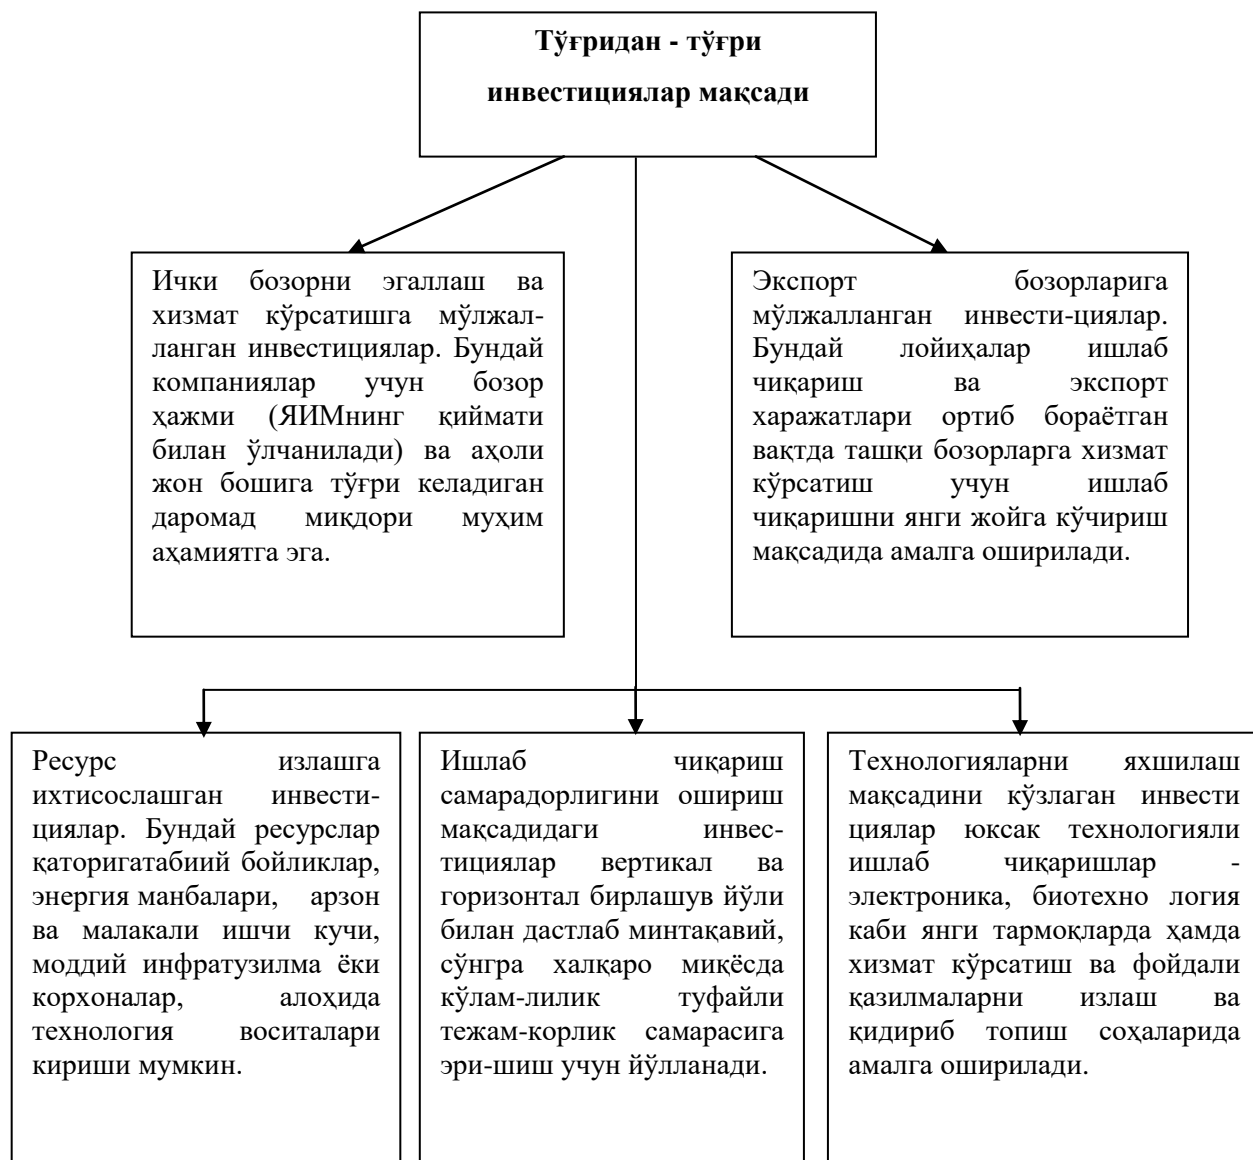 Тўғридан - тўғри
инвестициялар мақсади
Ички бозорни эгаллаш ва
хизмат кўрсатишга мўлжал-
ланган инвестициялар. Бундай
компаниялар учун бозор
ҳажми (ЯИМнинг қиймати
билан ўлчанилади) ва аҳоли
жон бошига тўғри келадиган
даромад миқдори муҳим
аҳамиятга эга.
Экспорт бозорларига
мўлжалланган инвести-циялар.
Бундай лойиҳалар ишлаб
чиқариш ва экспорт
харажатлари ортиб бораётган
вақтда ташқи бозорларга хизмат
кўрсатиш учун ишлаб
чиқаришни янги жойга кўчириш
мақсадида амалга оширилади.
Ресурс излашга
ихтисослашган инвести-
циялар. Бундай ресурслар
қаторигатабиий бойликлар,
энергия манбалари, арзон
ва малакали ишчи кучи,
моддий инфратузилма ёки
корхоналар, алоҳида
технология воситалари
кириши мумкин.
Ишлаб чиқариш
самарадорлигини ошириш
мақсадидаги инвес-
тициялар вертикал ва
горизонтал бирлашув йўли
билан дастлаб минтақавий,
сўнгра халқаро миқёсда
кўлам-лилик туфайли
тежам-корлик самарасига
эри-шиш учун йўлланади.
Технологияларни яхшилаш
мақсадини кўзлаган инвести
циялар юксак технологияли
ишлаб чиқаришлар -
электроника, биотехно логия
каби янги тармоқларда ҳамда
хизмат кўрсатиш ва фойдали
қазилмаларни излаш ва
қидириб топиш соҳаларида
амалга оширилади.